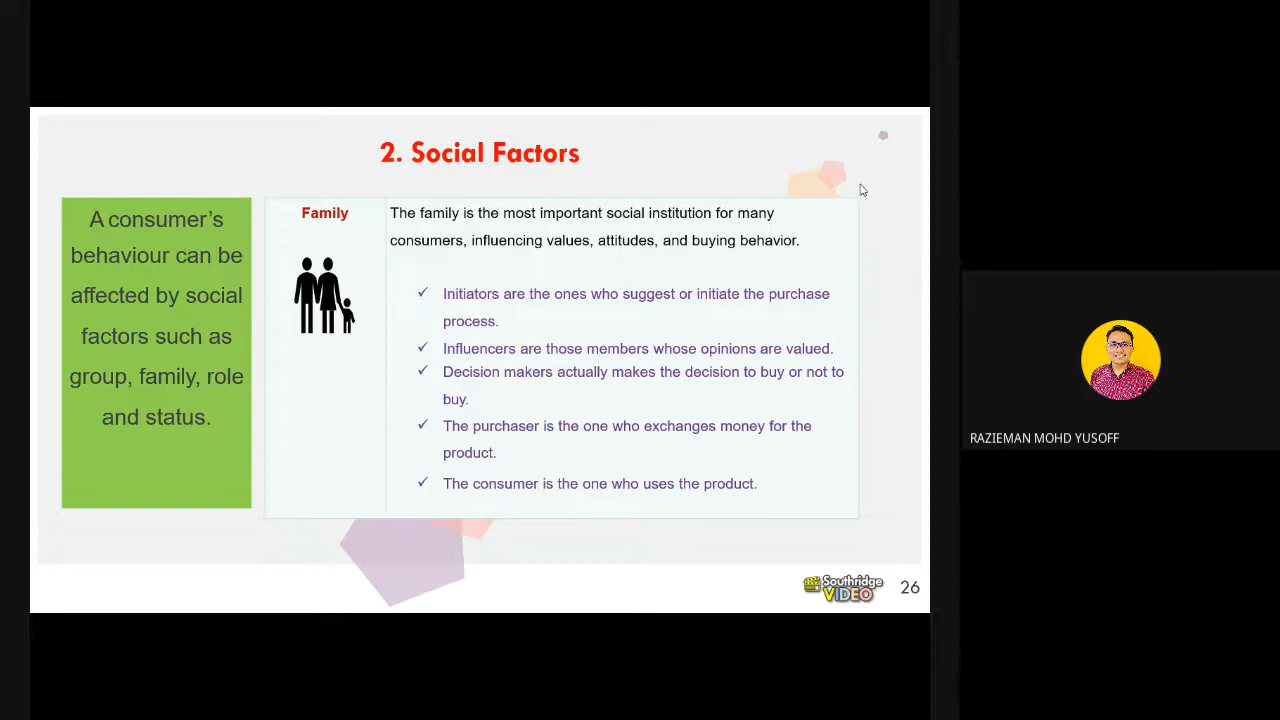 2. Social Factors
A consumer’s
behaviour can be
affected by social
factors such as
group, family, role
and status.
Family
The family is the most important social institution for many
consumers, influencing values, attitudes, and buying behavior.
✓ Initiators are the ones who suggest or initiate the purchase
process.
✓ Influencers are those members whose opinions are valued.
✓ Decision makers actually makes the decision to buy or not to
buy.
✓ The purchaser is the one who exchanges money for the
product.
✓ The consumer is the one who uses the product.
Southridge
VIDEO
26
RAZIEMAN MOHD YUSOFF